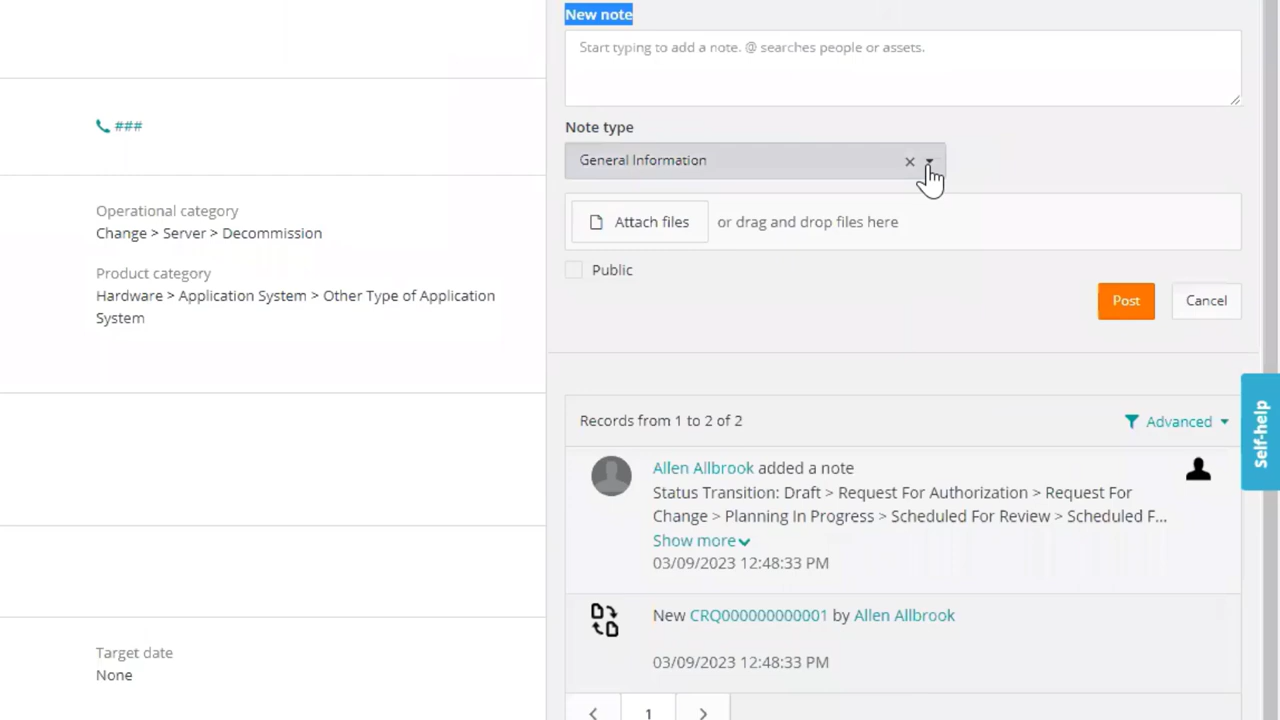 New note
Start typing to add a note. @ searches people or assets.
###
Note type
General Information
Operational category
Change > Server > Decommission
Attach files
or drag and drop files here
Public
Product category
Hardware > Application System > Other Type of Application
System
Post
Cancel
Records from 1 to 2 of 2
Advanced
Self-help
Allen Allbrook added a note
Status Transition: Draft > Request For Authorization > Request For
Change > Planning In Progress > Scheduled For Review > Scheduled F...
Show more
03/09/2023 12:48:33 PM
New CRQ000000000001 by Allen Allbrook
03/09/2023 12:48:33 PM
Target date
None
1